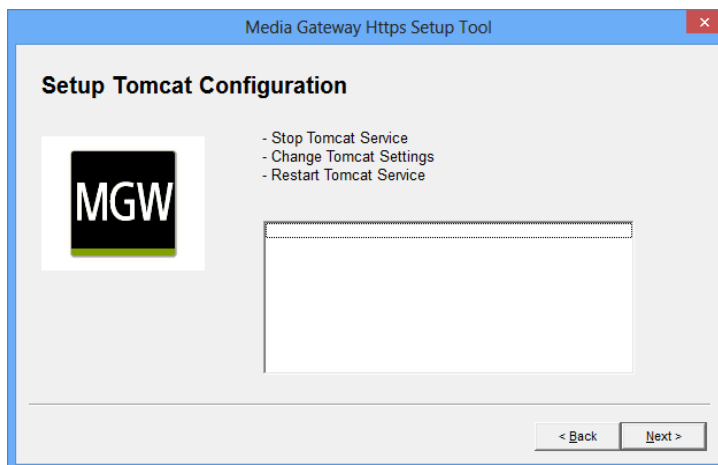 Media Gateway Https Setup Tool
Setup Tomcat Configuration
MGW
- Stop Tomcat Service
- Change Tomcat Settings
- Restart Tomcat Service
< Back
Next >